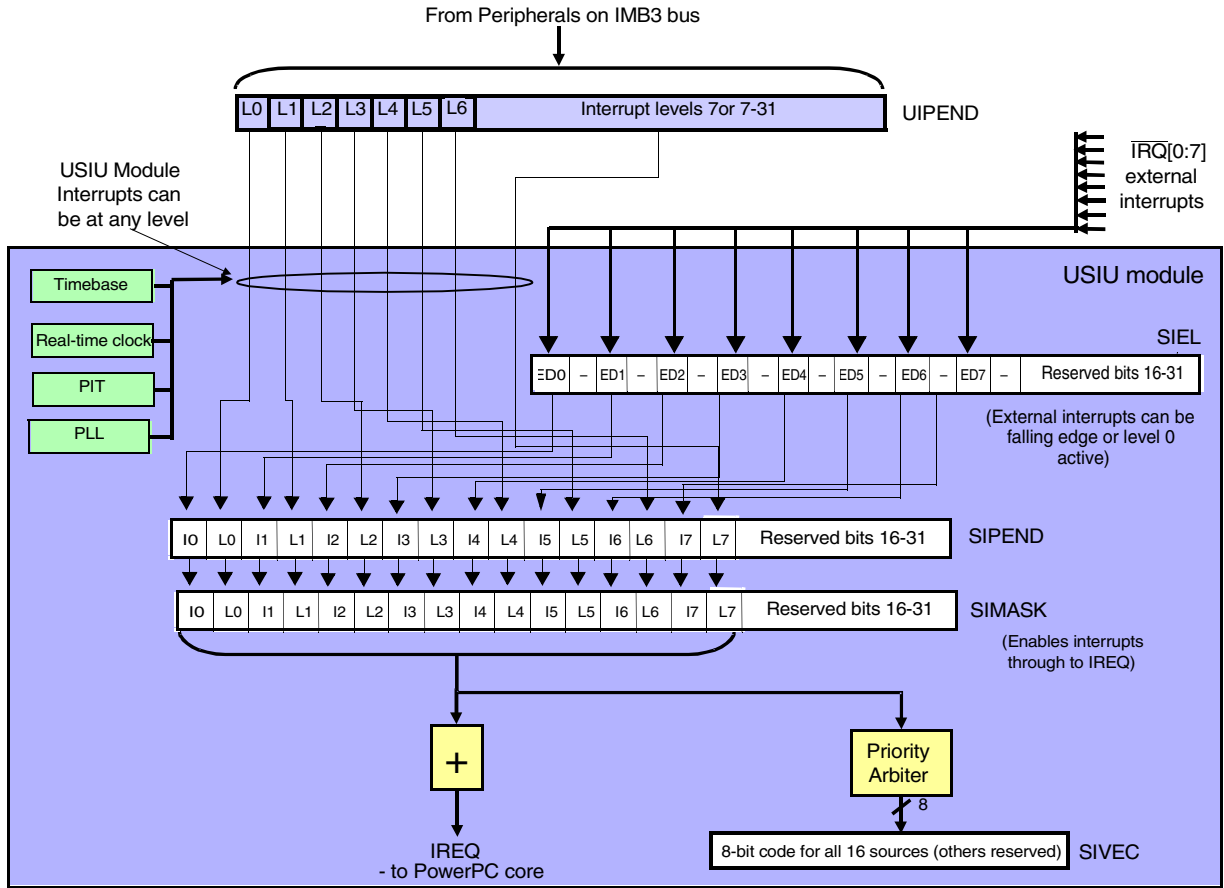 From Peripherals on IMB3 bus
L0 L1 L2 L3 L4 L5 L6 Interrupt levels 7or 7-31
UIPEND
IRQ[0:7]
external
interrupts
USIU Module
Interrupts can
be at any level
USIU module
Timebase
Real-time clock
PIT
PLL
SIEL
ED0 – ED1 – ED2 – ED3 – ED4 – ED5 – ED6 – ED7 – Reserved bits 16-31
(External interrupts can be
falling edge or level 0
active)
I0 L0 I1 L1 I2 L2 I3 L3 I4 L4 I5 L5 I6 L6 I7 L7 Reserved bits 16-31
SIPEND
I0 L0 I1 L1 I2 L2 I3 L3 I4 L4 I5 L5 I6 L6 I7 L7 Reserved bits 16-31
SIMASK
(Enables interrupts
through to IREQ)
+
Priority
Arbiter
8
IREQ
- to PowerPC core
8-bit code for all 16 sources (others reserved)
SIVEC